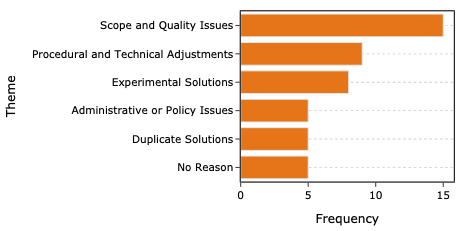 Scope and Quality Issues
Procedural and Technical Adjustments
Experimental Solutions
Administrative or Policy Issues
Duplicate Solutions
No Reason
Theme
0 5 10 15
Frequency